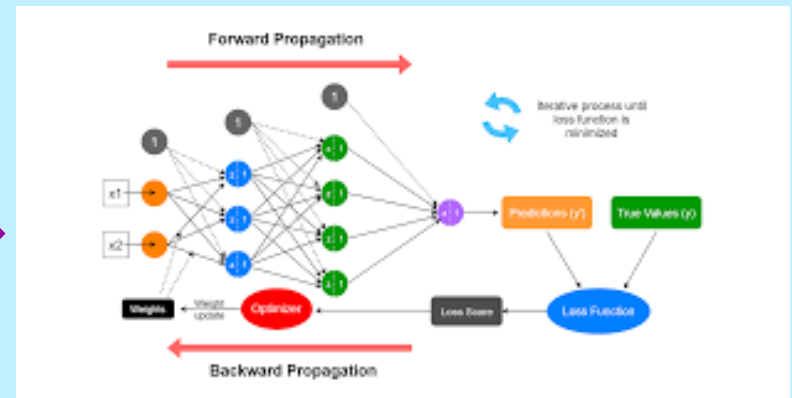 Forward Propagation
1
1
1
Iterative process until
loss function is
minimized
x1
x2
Predictions (y')
True Values (y)
Weights
Weight
update
Optimizer
Loss Score
Loss Function
Backward Propagation